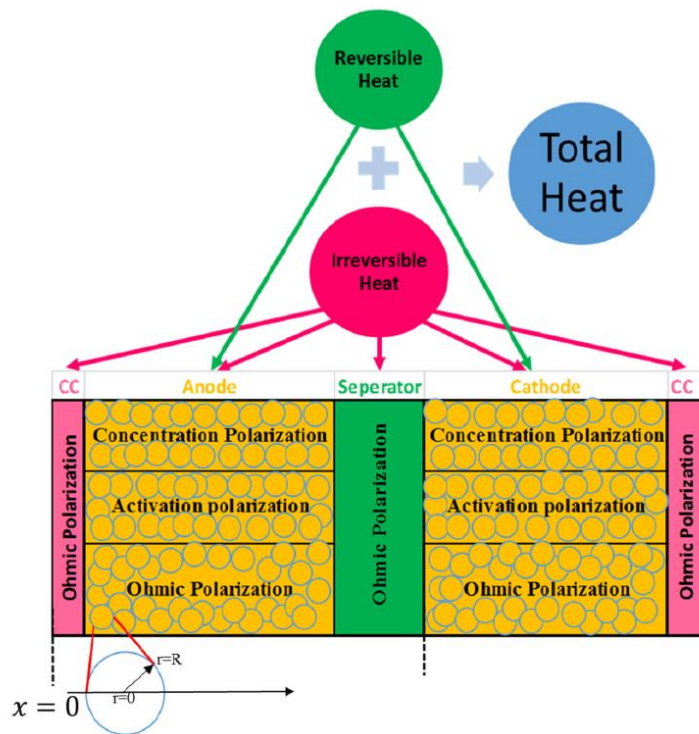 Reversible
Heat
Total
Heat
Irreversible
Heat
CC
Anode
Seperator
Cathode
CC
Ohmic Polarization
Concentration Polarization
Activation polarization
Ohmic Polarization
Ohmic Polarization
Concentration Polarization
Activation polarization
Ohmic Polarization
Ohmic Polarization
r=R
r=0
x = 0